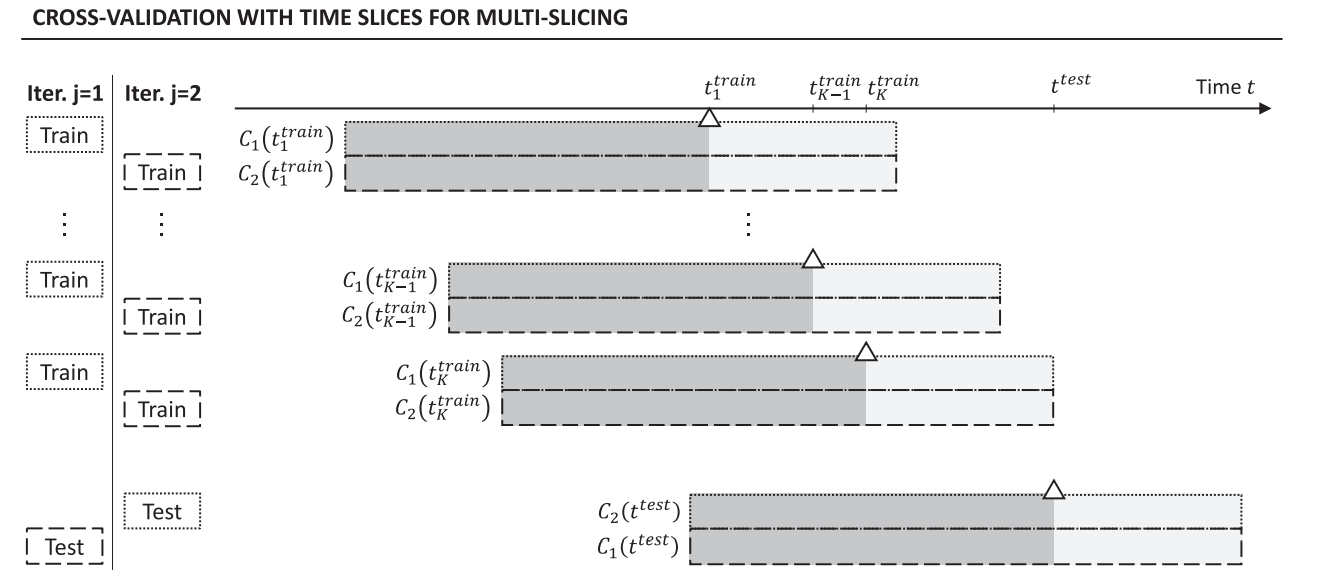 CROSS-VALIDATION WITH TIME SLICES FOR MULTI-SLICING
Iter. j=1 Iter. j=2 t_1^{train} t_{K-1}^{train} t_K^{train} t^{test} Time t
Train C_1(t_1^{train})
Train C_2(t_1^{train})
⋮ ⋮ ⋮
Train C_1(t_{K-1}^{train})
Train C_2(t_{K-1}^{train})
Train C_1(t_K^{train})
Train C_2(t_K^{train})
Test C_2(t^{test})
Test C_1(t^{test})